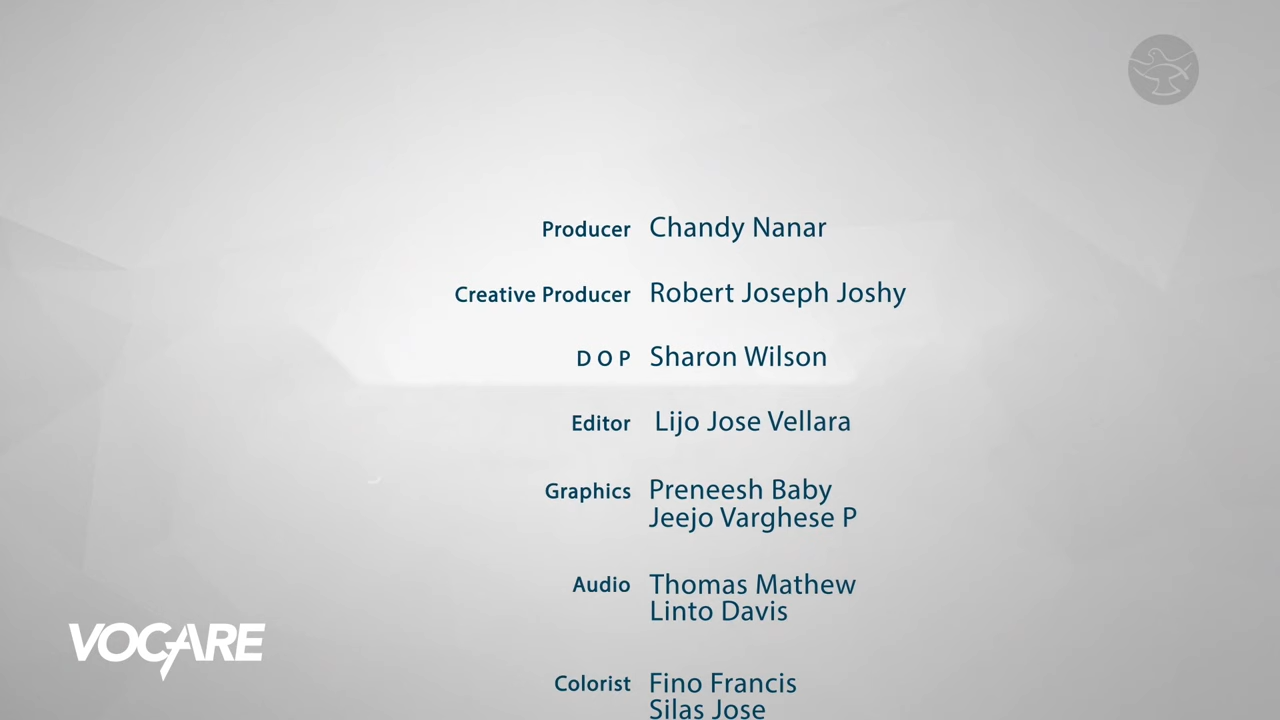 Producer Chandy Nanar
Creative Producer Robert Joseph Joshy
D O P Sharon Wilson
Editor Lijo Jose Vellara
Graphics Preneesh Baby
Jeejo Varghese P
Audio Thomas Mathew
Linto Davis
VOCARE
Colorist Fino Francis
Silas Jose